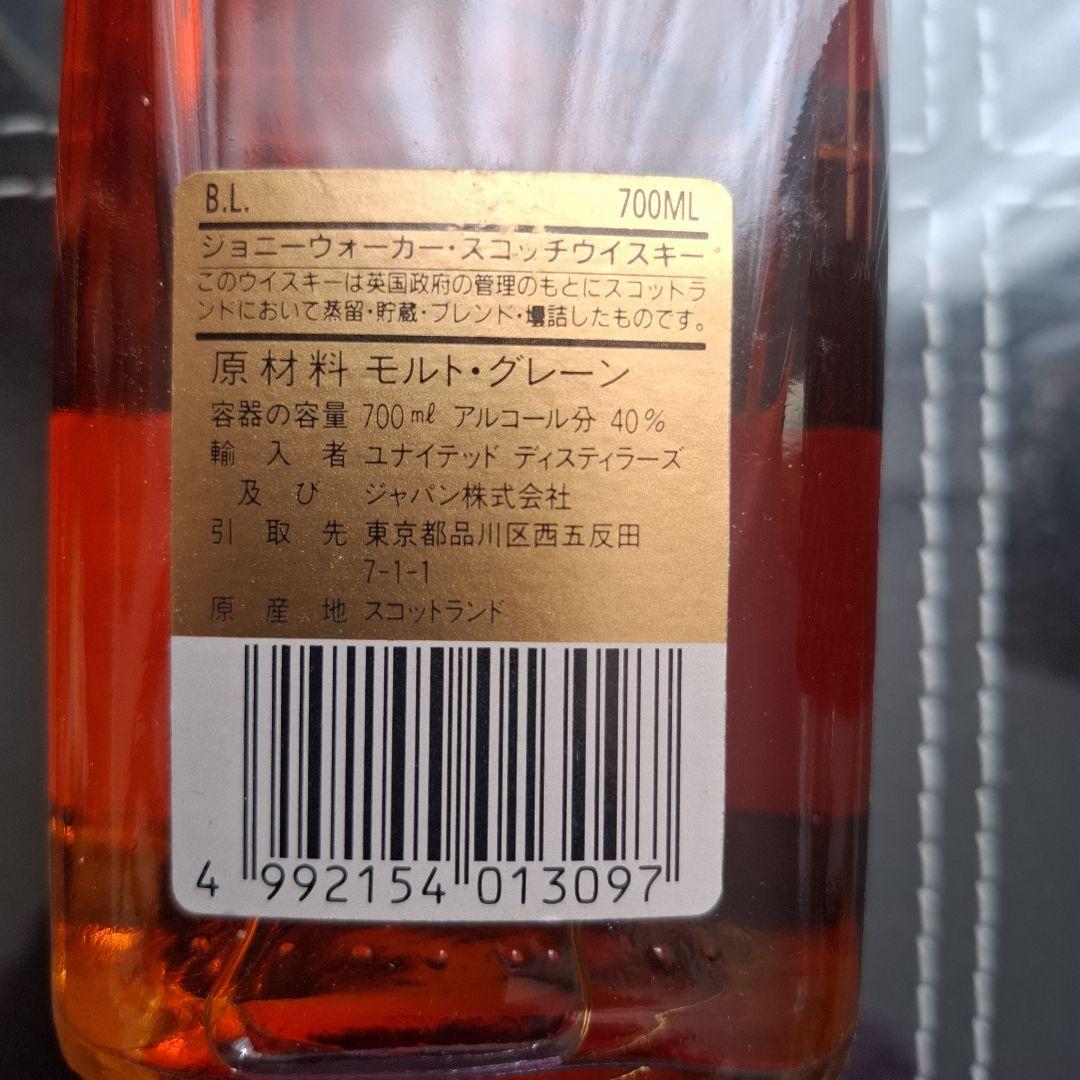 B.L. 700ML
ジョニーウォーカー・スコッチウイスキー
このウイスキーは英国政府の管理のもとにスコットラ
ンドにおいて蒸留・貯蔵・ブレンド・壜詰したものです。
原材料 モルト・グレーン
容器の容量 700ml アルコール分 40%
輸入者 ユナイテッド ディスティラーズ
及び ジャパン株式会社
引取先 東京都品川区西五反田
7-1-1
原産地 スコットランド
4 992154 013097